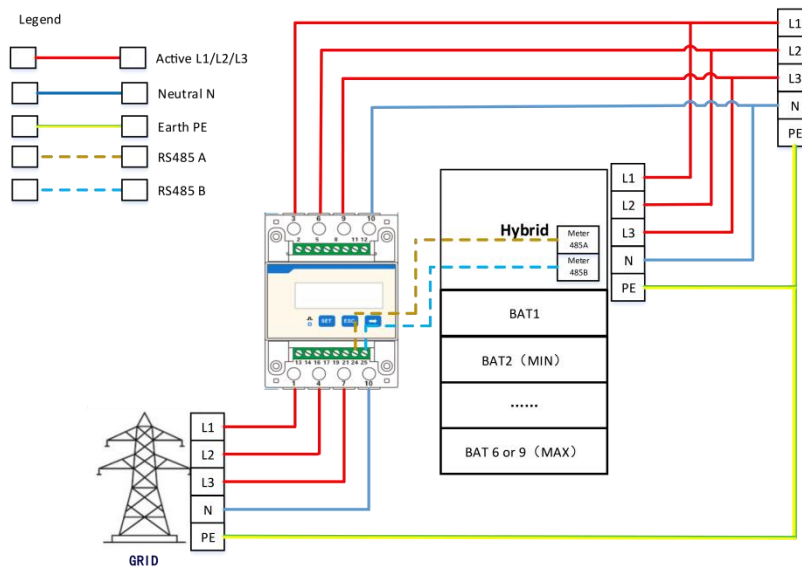 Legend
Active L1/L2/L3
Neutral N
Earth PE
RS485 A
RS485 B
L1
L2
L3
N
PE
3 6 9 10
2 5 8 11 12
SET ESC
13 14 16 17 19 21 24 25
1 4 7 10
Hybrid
Meter
485A
Meter
485B
L1
L2
L3
N
PE
BAT1
BAT2（MIN）
......
BAT 6 or 9（MAX）
L1
L2
L3
N
PE
GRID